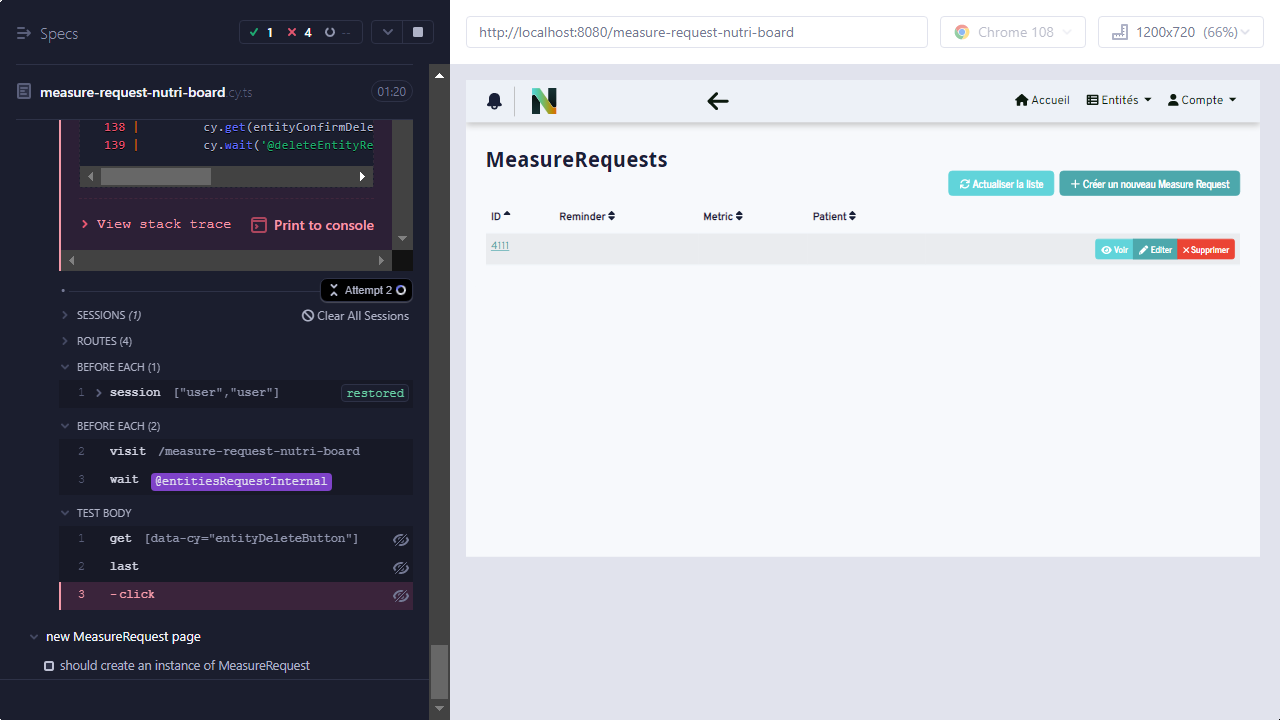 Specs
1
4
--
measure-request-nutri-board.cy.ts
01:20
138 | cy.get(entityConfirmDele
139 | cy.wait('@deleteEntityRe
> View stack trace
Print to console
Attempt 2
SESSIONS (1)
Clear All Sessions
ROUTES (4)
BEFORE EACH (1)
1 session ["user","user"] restored
BEFORE EACH (2)
2 visit /measure-request-nutri-board
3 wait @entitiesRequestInternal
TEST BODY
1 get [data-cy="entityDeleteButton"]
2 last
3 -click
new MeasureRequest page
should create an instance of MeasureRequest
http://localhost:8080/measure-request-nutri-board
Chrome 108
1200x720 (66%)
Accueil
Entités
Compte
MeasureRequests
Actualiser la liste
+ Créer un nouveau Measure Request
ID Reminder Metric Patient
4111
Voir
Editer
Supprimer